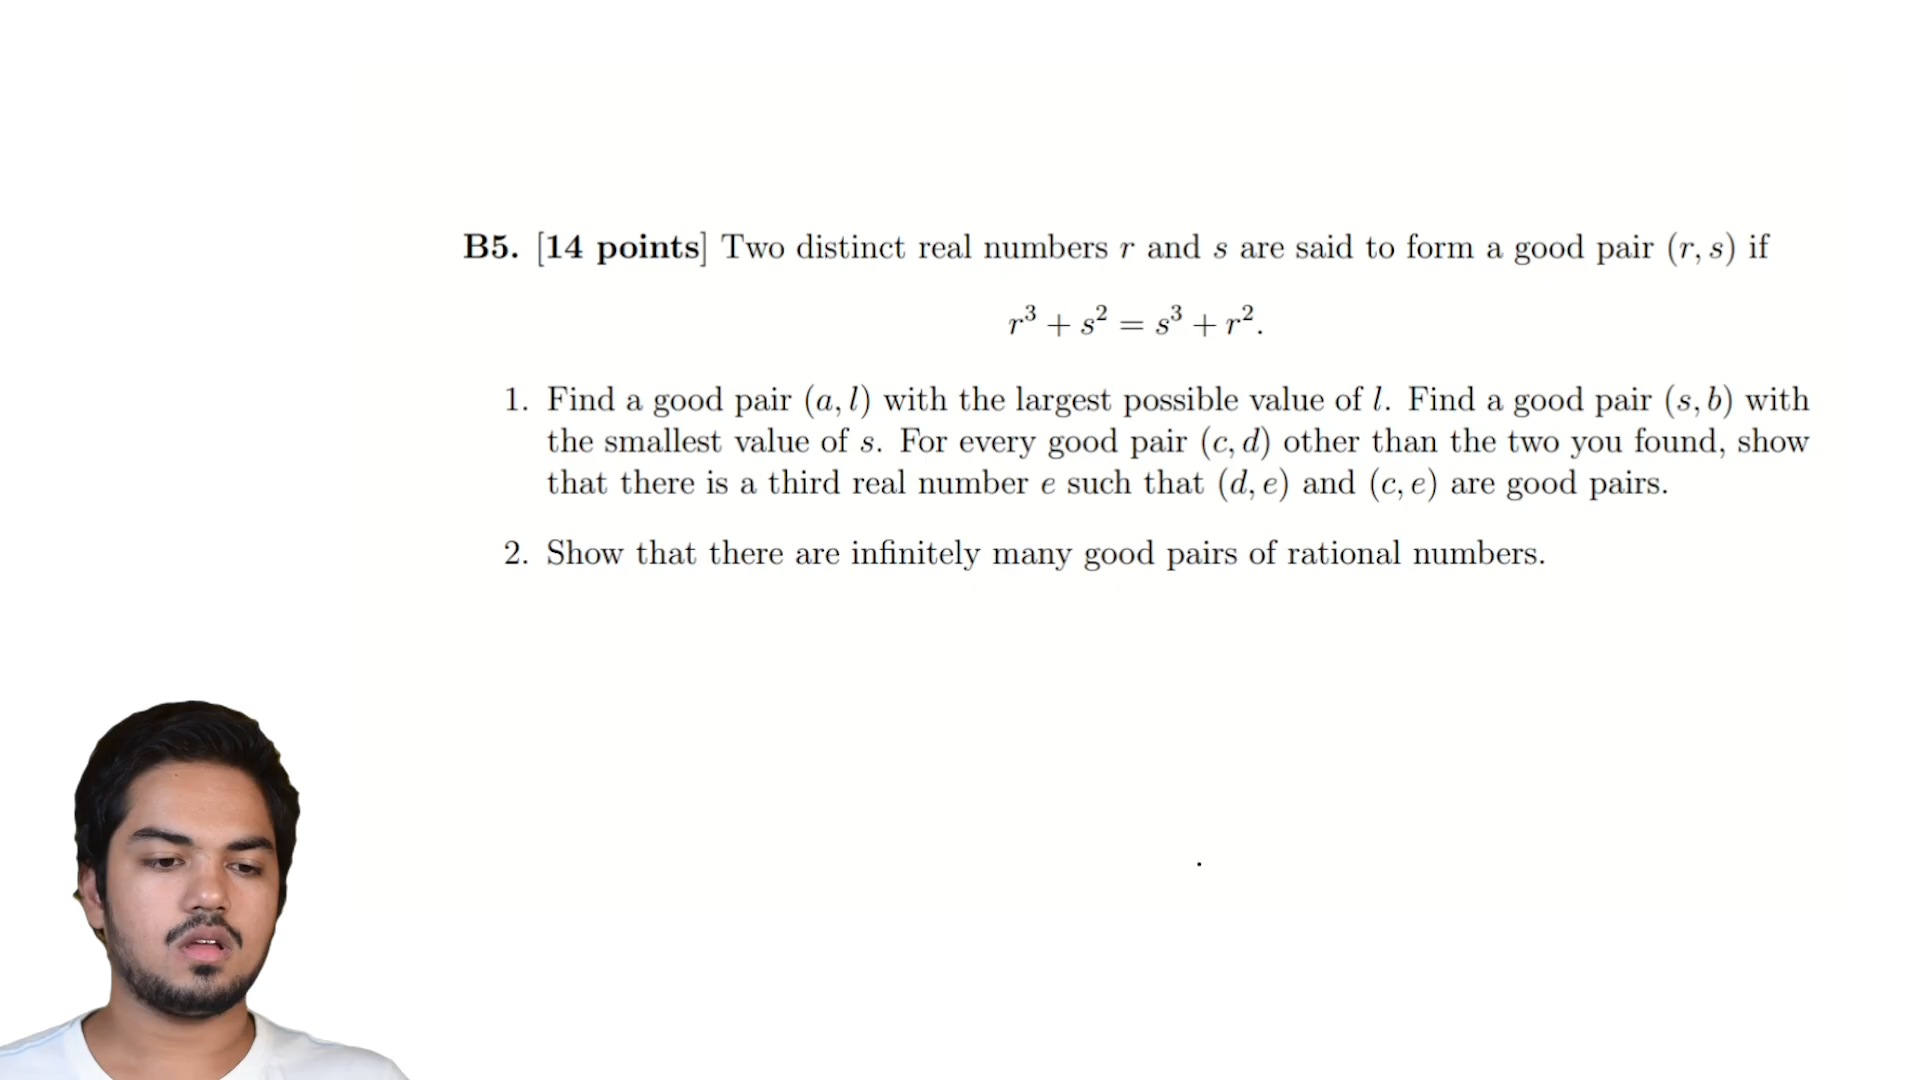 B5. [14 points] Two distinct real numbers r and s are said to form a good pair (r, s) if
r³ + s² = s³ + r².
1. Find a good pair (a, l) with the largest possible value of l. Find a good pair (s, b) with
the smallest value of s. For every good pair (c, d) other than the two you found, show
that there is a third real number e such that (d, e) and (c, e) are good pairs.
2. Show that there are infinitely many good pairs of rational numbers.